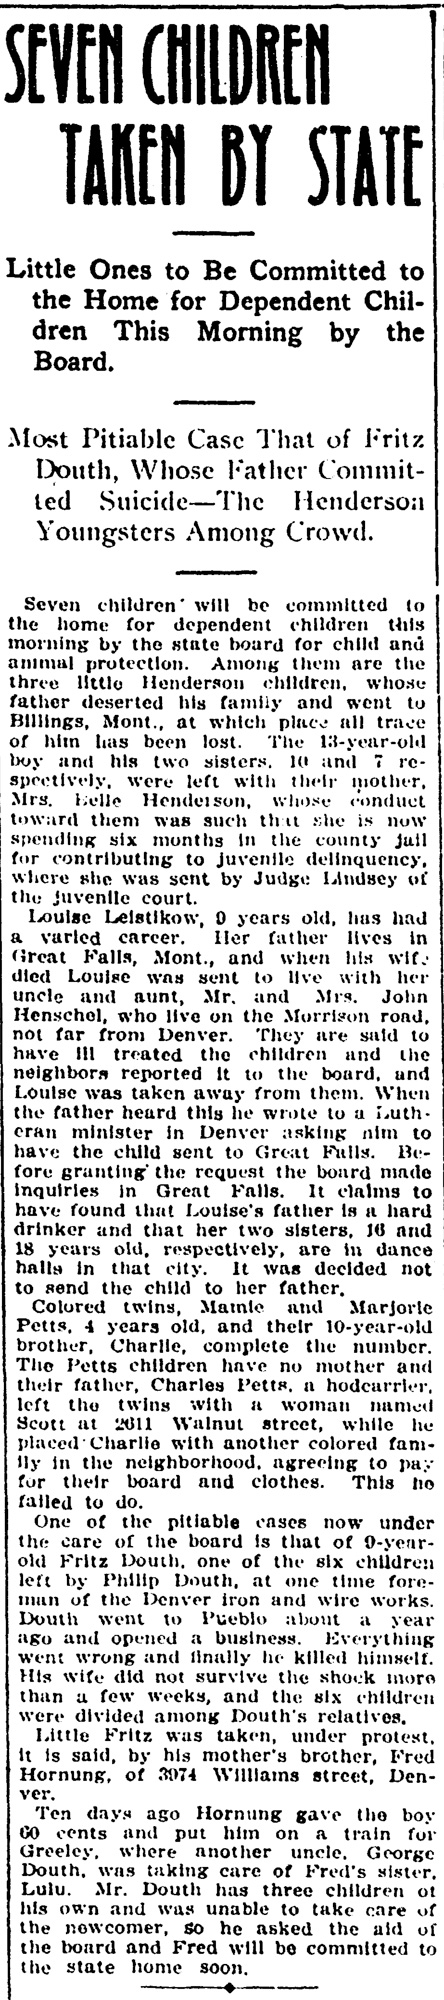 SEVEN CHILDREN
TAKEN BY STATE
Little Ones to Be Committed to
the Home for Dependent Chil-
dren This Morning by the
Board.
Most Pitiable Case That of Fritz
Douth, Whose Father Commit-
ted Suicide—The Henderson
Youngsters Among Crowd.
Seven children will be committed to
the home for dependent children this
morning by the state board for child and
animal protection. Among them are the
three little Henderson children, whose
father deserted his family and went to
Billings, Mont., at which place all trace
of him has been lost. The 13-year-old
boy and his two sisters, 10 and 7 re-
spectively, were left with their mother,
Mrs. Belle Henderson, whose conduct
toward them was such that she is now
spending six months in the county jail
for contributing to juvenile delinquency,
where she was sent by Judge Lindsey of
the juvenile court.
Louise Leistikow, 9 years old, has had
a varied career. Her father lives in
Great Falls, Mont., and when his wife
died Louise was sent to live with her
uncle and aunt, Mr. and Mrs. John
Henschel, who live on the Morrison road,
not far from Denver. They are said to
have ill treated the children and the
neighbors reported it to the board, and
Louise was taken away from them. When
the father heard this he wrote to a Luth-
eran minister in Denver asking him to
have the child sent to Great Falls. Be-
fore granting the request the board made
inquiries in Great Falls. It claims to
have found that Louise's father is a hard
drinker and that her two sisters, 16 and
18 years old, respectively, are in dance
halls in that city. It was decided not
to send the child to her father.
Colored twins, Mamie and Marjorie
Petts, 4 years old, and their 10-year-old
brother, Charlie, complete the number.
The Petts children have no mother and
their father, Charles Petts, a hodcarrier,
left the twins with a woman named
Scott at 2611 Walnut street, while he
placed Charlie with another colored fam-
ily in the neighborhood, agreeing to pay
for their board and clothes. This he
failed to do.
One of the pitiable cases now under
the care of the board is that of 9-year-
old Fritz Douth, one of the six children
left by Philip Douth, at one time fore-
man of the Denver iron and wire works.
Douth went to Pueblo about a year
ago and opened a business. Everything
went wrong and finally he killed himself.
His wife did not survive the shock more
than a few weeks, and the six children
were divided among Douth's relatives.
Little Fritz was taken, under protest,
it is said, by his mother's brother, Fred
Hornung, of 3974 Williams street, Den-
ver.
Ten days ago Hornung gave the boy
60 cents and put him on a train for
Greeley, where another uncle, George
Douth, was taking care of Fred's sister,
Lulu. Mr. Douth has three children of
his own and was unable to take care of
the newcomer, so he asked the aid of
the board and Fred will be committed to
the state home soon.